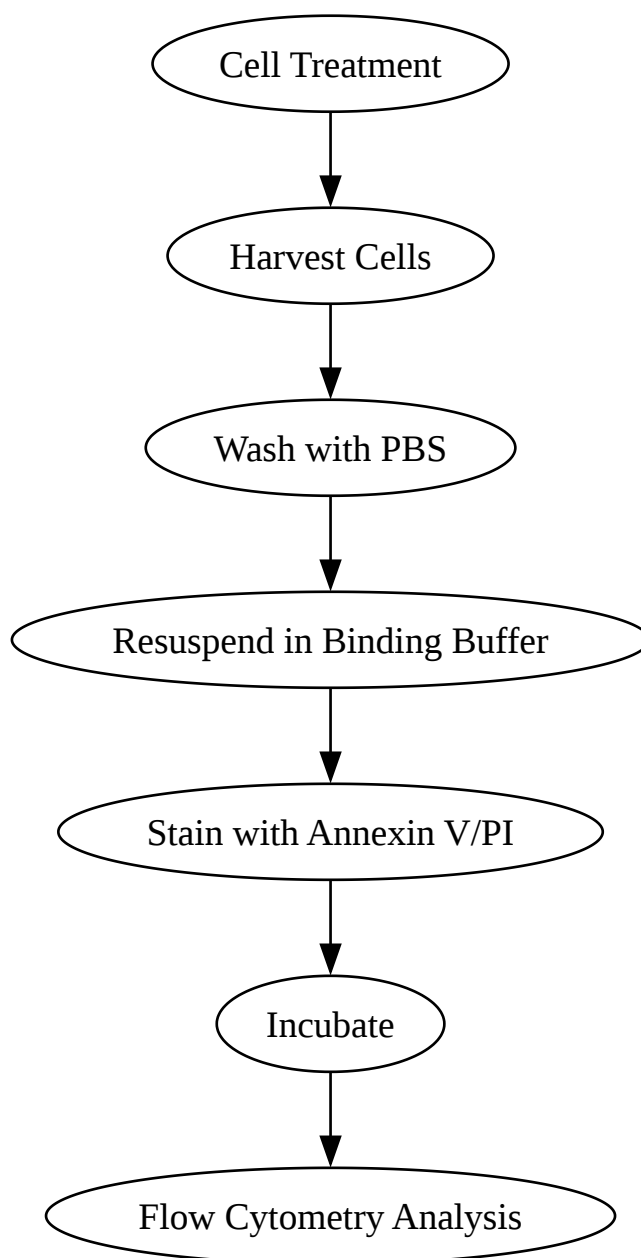 Cell Treatment
Harvest Cells
Wash with PBS
Resuspend in Binding Buffer
Stain with Annexin V/PI
Incubate
Flow Cytometry Analysis